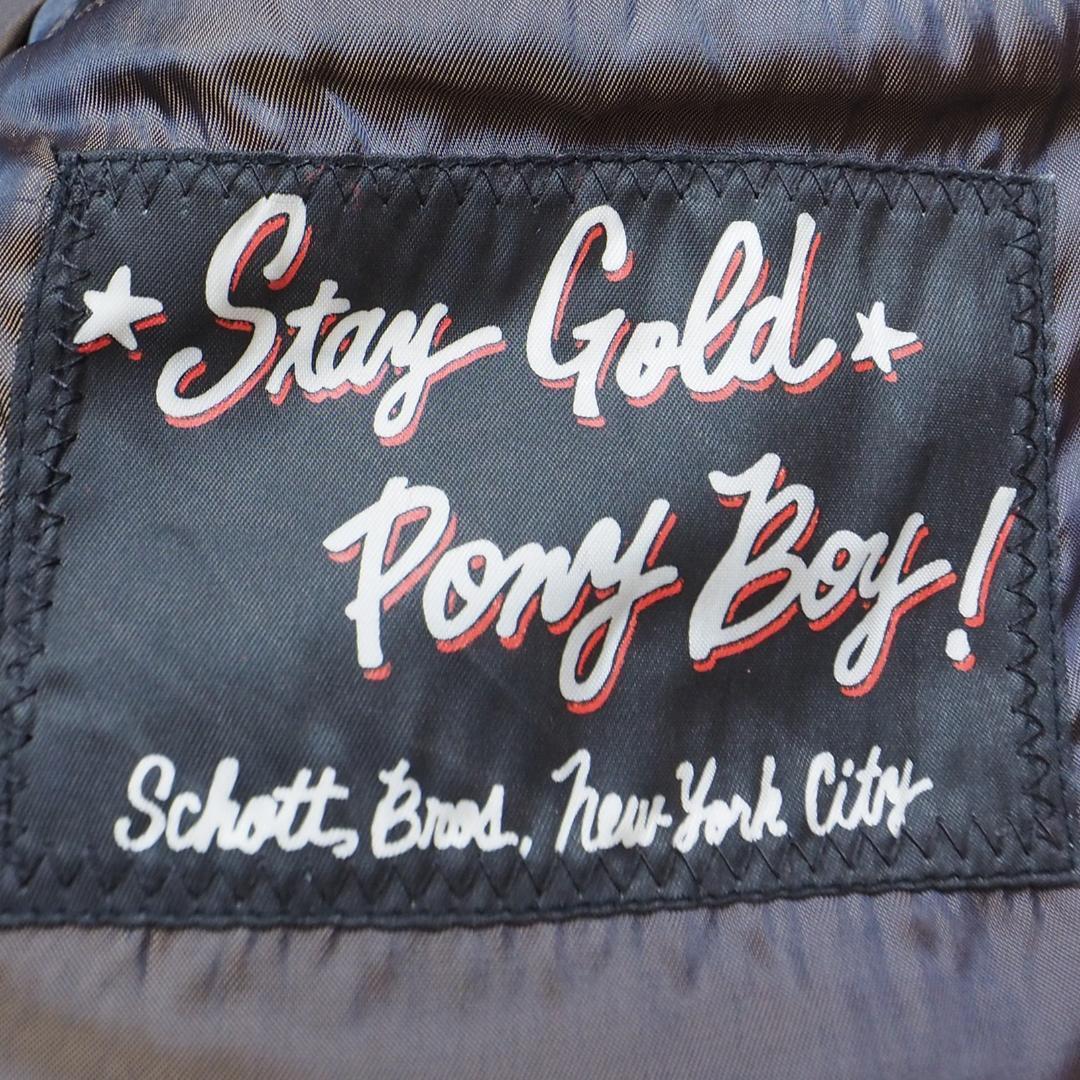 Stay Gold
Pony Boy!
Schott Bros. New York City